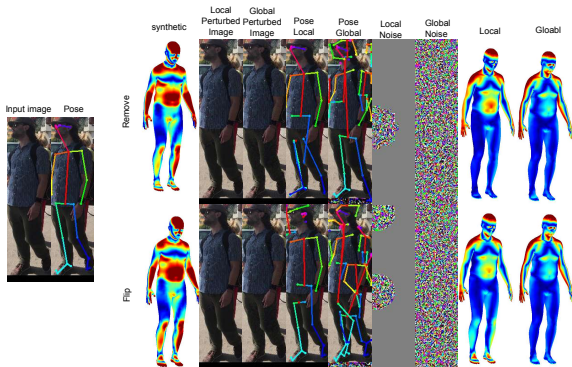 synthetic
Local
Perturbed
Image
Global
Perturbed
Image
Pose
Local
Pose
Global
Local
Noise
Global
Noise
Local
Gloabl
Input image
Pose
Remove
Flip